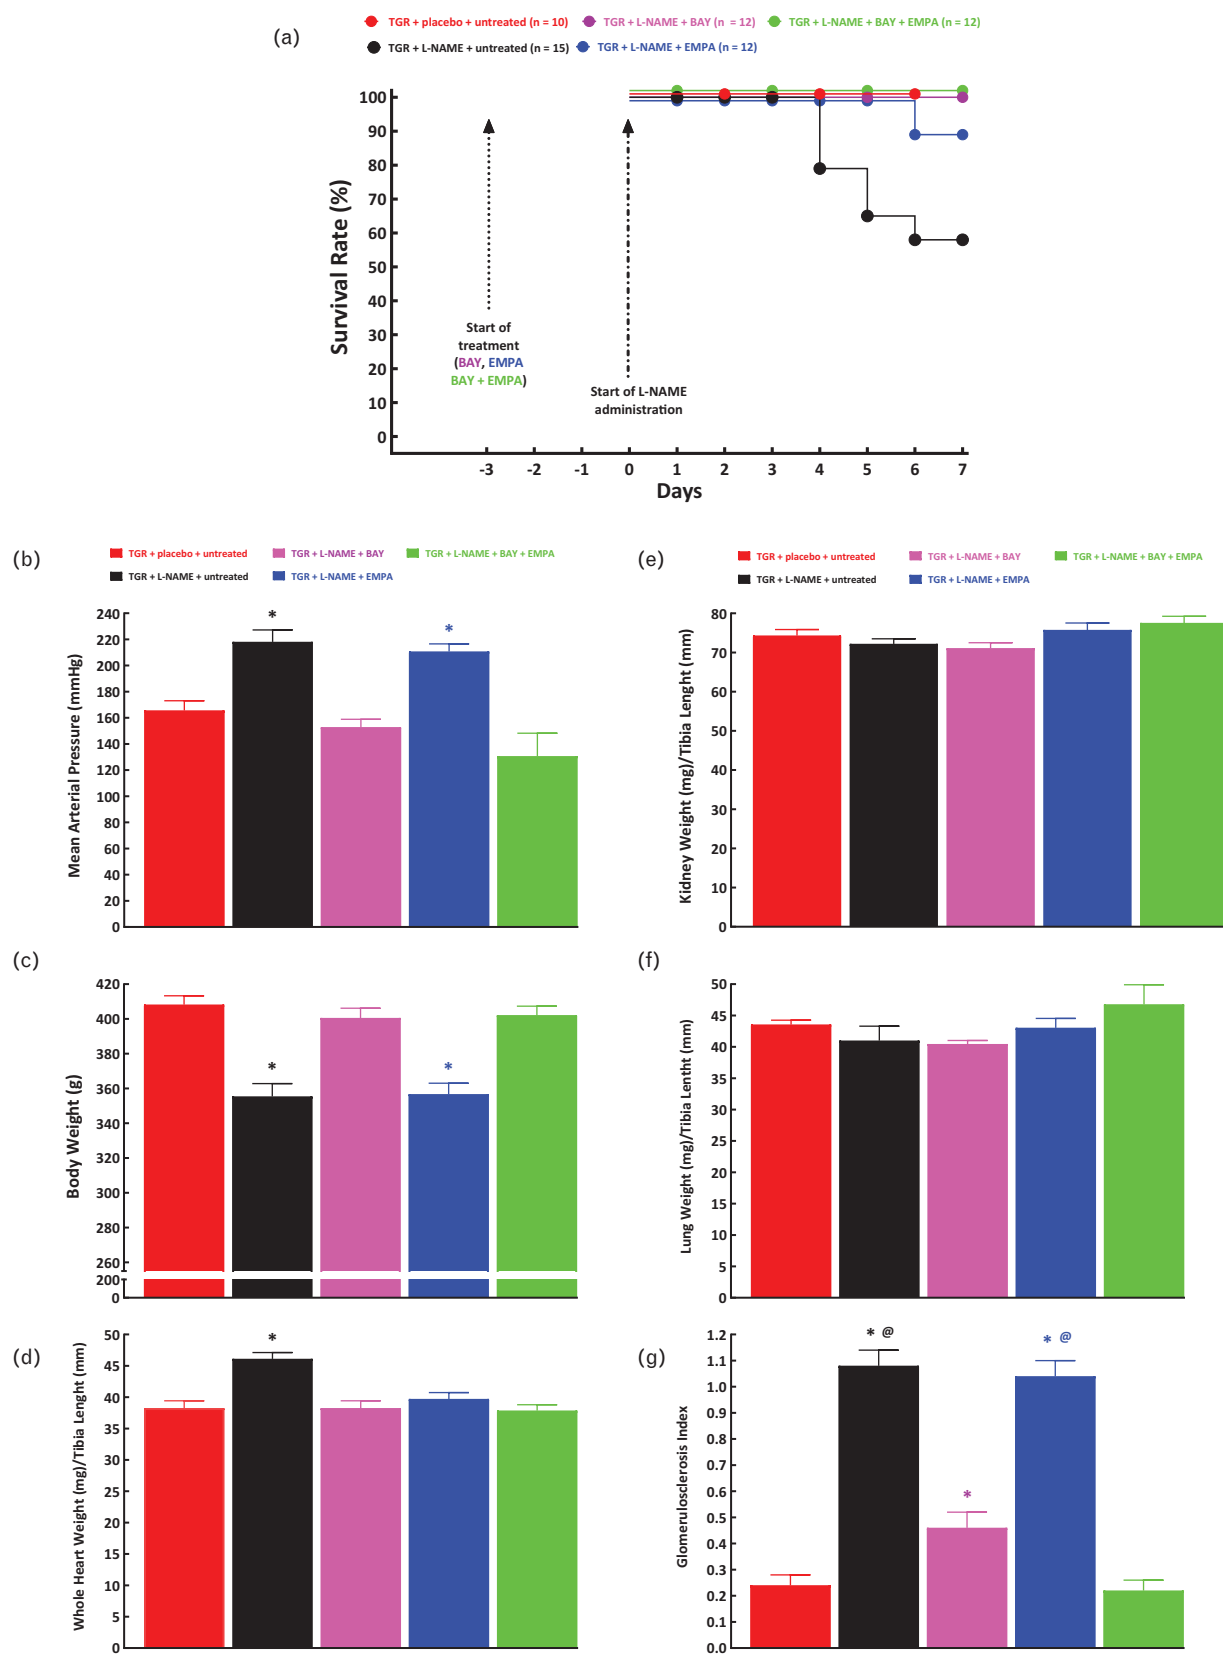 (a)
TGR + placebo + untreated (n = 10) TGR + L-NAME + BAY (n = 12) TGR + L-NAME + BAY + EMPA (n = 12)
TGR + L-NAME + untreated (n = 15) TGR + L-NAME + EMPA (n = 12)
Survival Rate (%)
100
90
80
70
60
50
40
30
20
10
0
Start of
treatment
(BAY, EMPA
BAY + EMPA)
Start of L-NAME
administration
-3 -2 -1 0 1 2 3 4 5 6 7
Days
(b)
TGR + placebo + untreated TGR + L-NAME + BAY TGR + L-NAME + BAY + EMPA
TGR + L-NAME + untreated TGR + L-NAME + EMPA
Mean Arterial Pressure (mmHg)
240
220
200
180
160
140
120
100
80
60
40
20
0
* *
(c)
Body Weight (g)
420
400
380
360
340
320
300
280
260
200
0
* *
(d)
Whole Heart Weight (mg)/Tibia Lenght (mm)
50
45
40
35
30
25
20
15
10
5
0
*
(e)
TGR + placebo + untreated TGR + L-NAME + BAY TGR + L-NAME + BAY + EMPA
TGR + L-NAME + untreated TGR + L-NAME + EMPA
Kidney Weight (mg)/Tibia Lenght (mm)
80
70
60
50
40
30
20
10
0
(f)
Lung Weight (mg)/Tibia Lentht (mm)
50
45
40
35
30
25
20
15
10
5
0
(g)
Glomerulosclerosis Index
1.2
1.1
1.0
0.9
0.8
0.7
0.6
0.5
0.4
0.3
0.2
0.1
0.0
* @ * * @